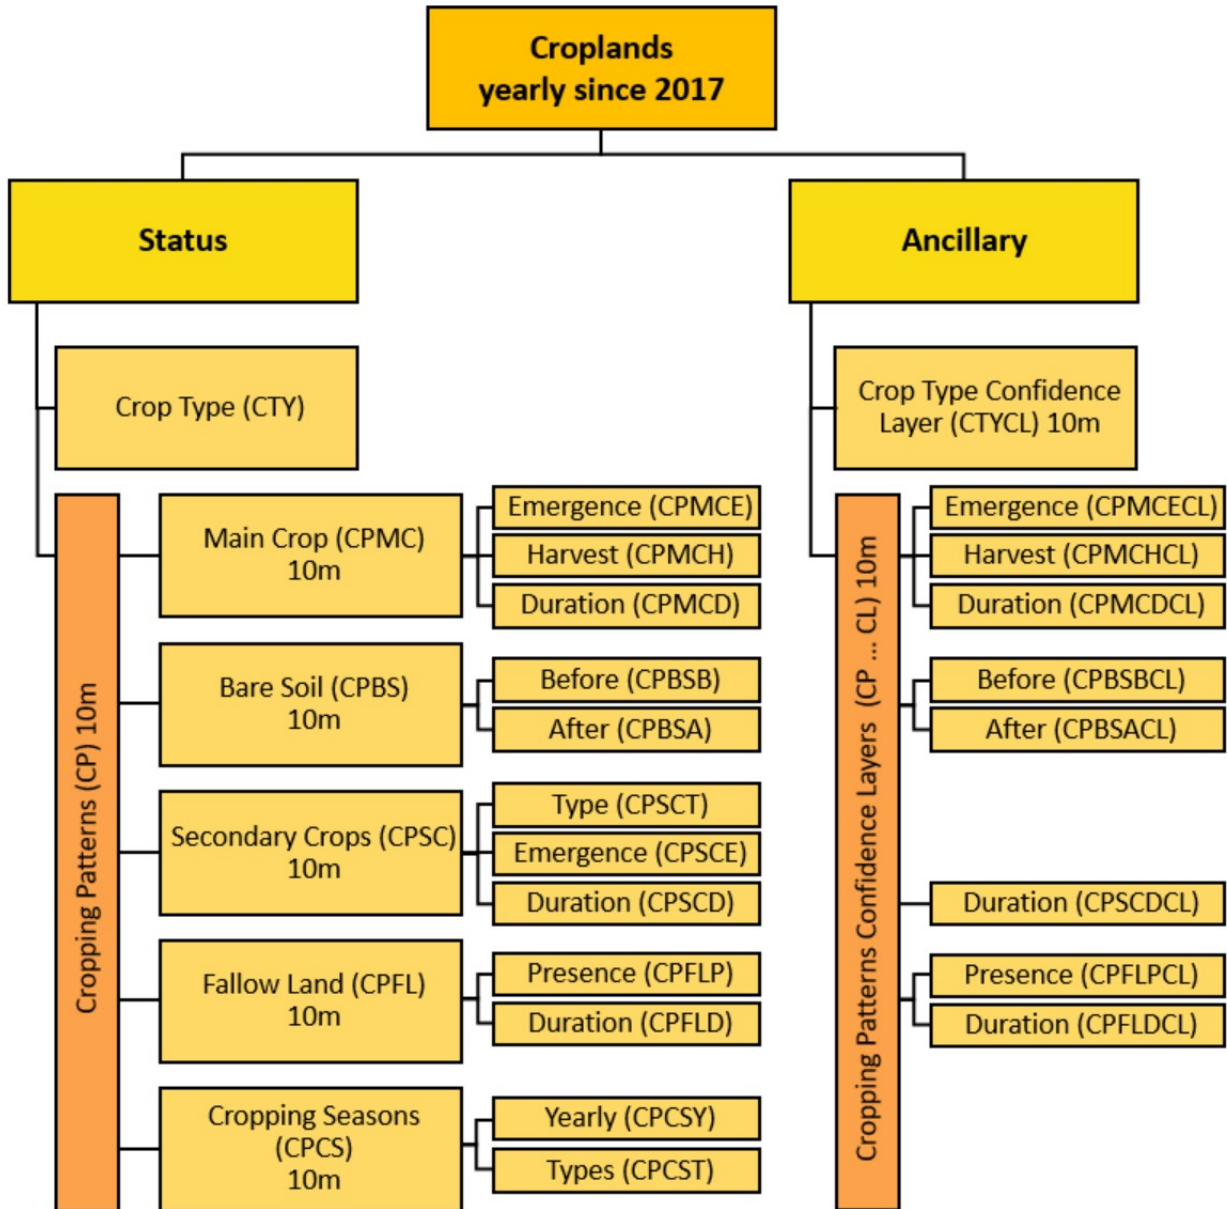 Croplands
yearly since 2017
Status
Ancillary
Crop Type (CTY)
Crop Type Confidence
Layer (CTYCL) 10m
Cropping Patterns (CP) 10m
Main Crop (CPMC)
10m
Emergence (CPMCE)
Harvest (CPMCH)
Duration (CPMCD)
Bare Soil (CPBS)
10m
Before (CPBSB)
After (CPBSA)
Secondary Crops (CPSC)
10m
Type (CPSCT)
Emergence (CPSCE)
Duration (CPSCD)
Fallow Land (CPFL)
10m
Presence (CPFLP)
Duration (CPFLD)
Cropping Seasons
(CPCS)
10m
Yearly (CPCSY)
Types (CPCST)
Cropping Patterns Confidence Layers (CP ... CL) 10m
Emergence (CPMCECL)
Harvest (CPMCHCL)
Duration (CPMCDCL)
Before (CPBSBCL)
After (CPBSACL)
Duration (CPSCDCL)
Presence (CPFLPCL)
Duration (CPFLDCL)